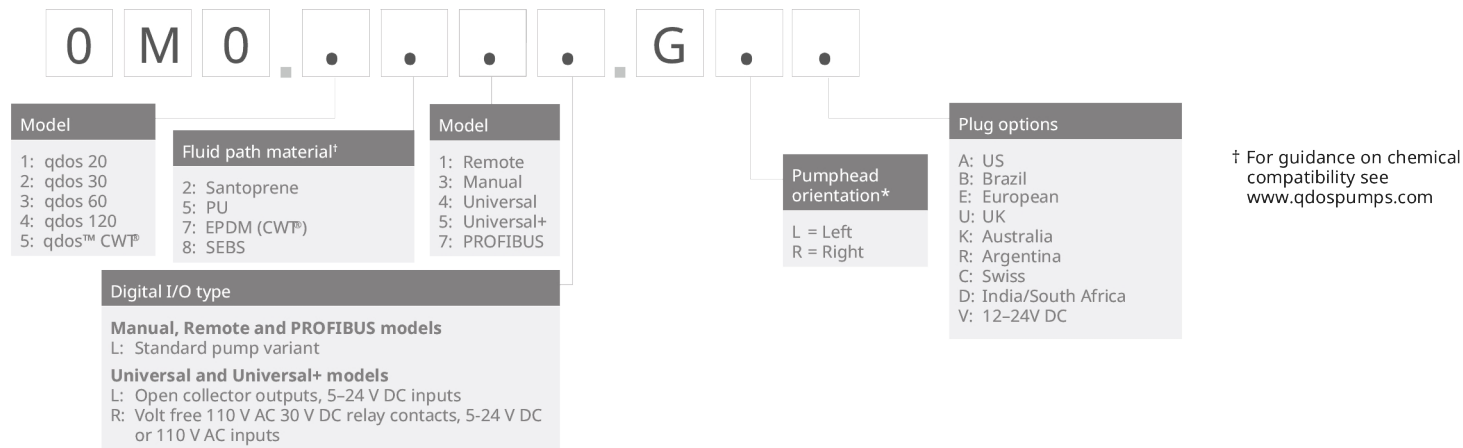 0 M 0 . . . . . . G . .
Model
1: qdos 20
2: qdos 30
3: qdos 60
4: qdos 120
5: qdos™ CWT®
Fluid path material†
2: Santoprene
5: PU
7: EPDM (CWT®)
8: SEBS
Model
1: Remote
3: Manual
4: Universal
5: Universal+
7: PROFIBUS
Digital I/O type
Manual, Remote and PROFIBUS models
L: Standard pump variant
Universal and Universal+ models
L: Open collector outputs, 5–24 V DC inputs
R: Volt free 110 V AC 30 V DC relay contacts, 5-24 V DC
or 110 V AC inputs
Pumphead
orientation*
L = Left
R = Right
Plug options
A: US
B: Brazil
E: European
U: UK
K: Australia
R: Argentina
C: Swiss
D: India/South Africa
V: 12–24V DC
† For guidance on chemical
compatibility see
www.qdospumps.com